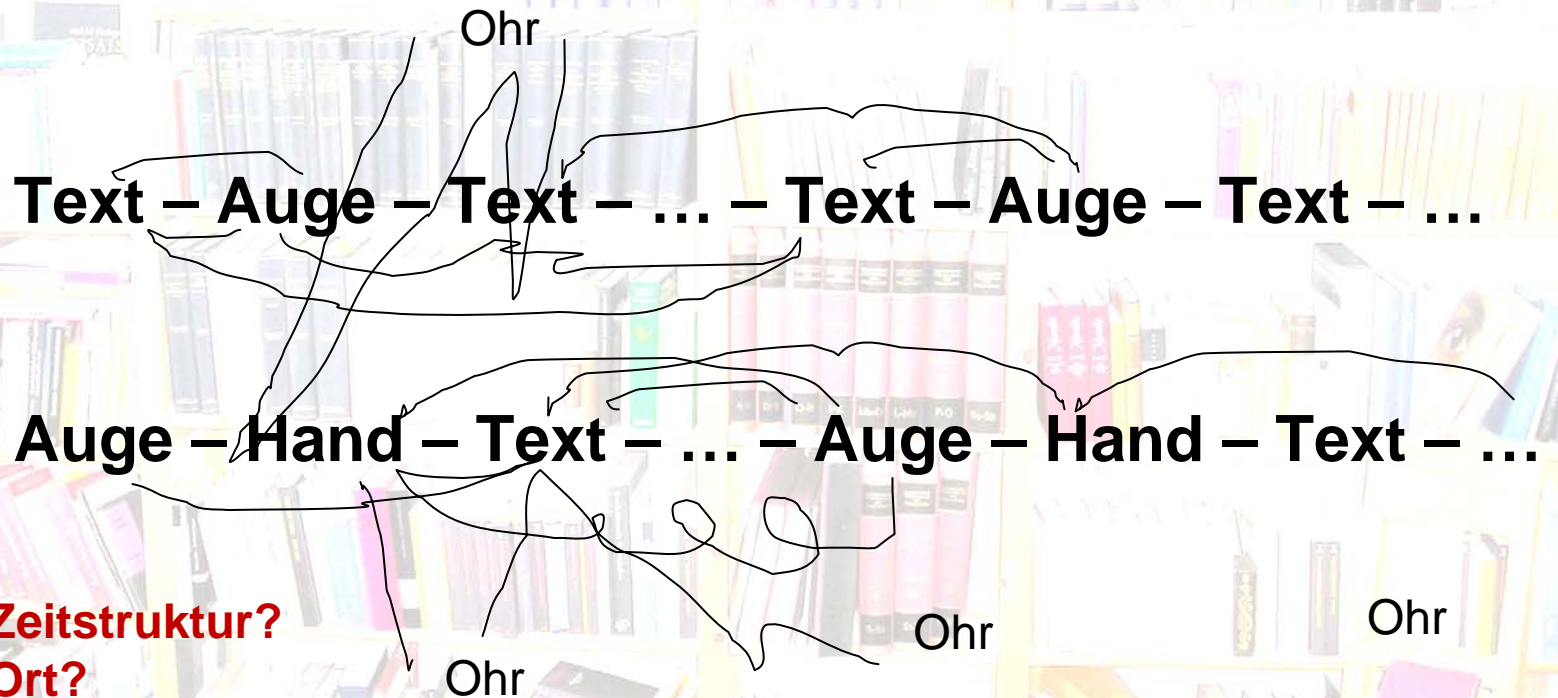 Ohr
Text – Auge – Text – … – Text – Auge – Text – …
Auge – Hand – Text – … – Auge – Hand – Text – …
Zeitstruktur?
Ort?
Ohr
Ohr
Ohr